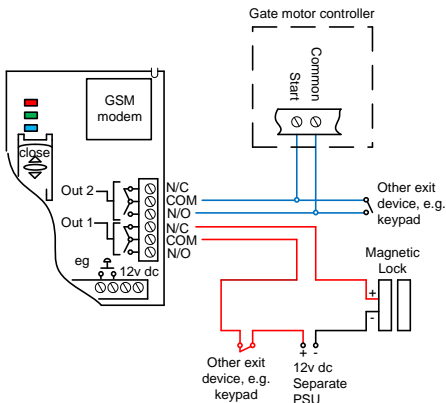 Gate motor controller
Start
Common
GSM
modem
close
Out 2
Out 1
N/C
COM
N/O
N/C
COM
N/O
eg
12v dc
Other exit
device, e.g.
keypad
Magnetic
Lock
+
-
+
-
Other exit
device, e.g.
keypad
12v dc
Separate
PSU